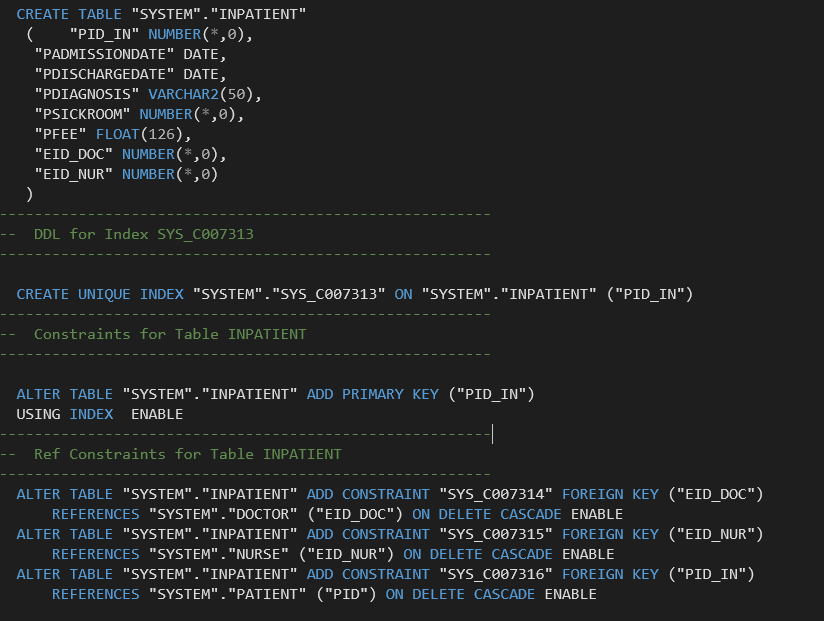 CREATE TABLE "SYSTEM"."INPATIENT"
(    "PID_IN" NUMBER(*,0),
"PADMISSIONDATE" DATE,
"PDISCHARGEDATE" DATE,
"PDIAGNOSIS" VARCHAR2(50),
"PSICKROOM" NUMBER(*,0),
"PFEE" FLOAT(126),
"EID_DOC" NUMBER(*,0),
"EID_NUR" NUMBER(*,0)
)
--------------------------------------------------------
--  DDL for Index SYS_C007313
--------------------------------------------------------
CREATE UNIQUE INDEX "SYSTEM"."SYS_C007313" ON "SYSTEM"."INPATIENT" ("PID_IN")
--------------------------------------------------------
--  Constraints for Table INPATIENT
--------------------------------------------------------
ALTER TABLE "SYSTEM"."INPATIENT" ADD PRIMARY KEY ("PID_IN")
USING INDEX  ENABLE
--------------------------------------------------------
--  Ref Constraints for Table INPATIENT
--------------------------------------------------------
ALTER TABLE "SYSTEM"."INPATIENT" ADD CONSTRAINT "SYS_C007314" FOREIGN KEY ("EID_DOC")
REFERENCES "SYSTEM"."DOCTOR" ("EID_DOC") ON DELETE CASCADE ENABLE
ALTER TABLE "SYSTEM"."INPATIENT" ADD CONSTRAINT "SYS_C007315" FOREIGN KEY ("EID_NUR")
REFERENCES "SYSTEM"."NURSE" ("EID_NUR") ON DELETE CASCADE ENABLE
ALTER TABLE "SYSTEM"."INPATIENT" ADD CONSTRAINT "SYS_C007316" FOREIGN KEY ("PID_IN")
REFERENCES "SYSTEM"."PATIENT" ("PID") ON DELETE CASCADE ENABLE